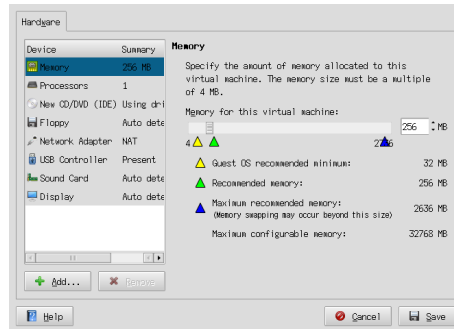 Hardware
Device Summary
Memory 256 MB
Processors 1
New CD/DVD (IDE) Using dri
Floppy Auto dete
Network Adapter NAT
USB Controller Present
Sound Card Auto dete
Display Auto dete
Add... Remove
Memory
Specify the amount of memory allocated to this
virtual machine. The memory size must be a multiple
of 4 MB.
Memory for this virtual machine:
256 MB
4
Guest OS recommended minimum: 32 MB
Recommended memory: 256 MB
Maximum recommended memory:
(Memory swapping may occur beyond this size) 2636 MB
Maximum configurable memory: 32768 MB
Help Cancel Save